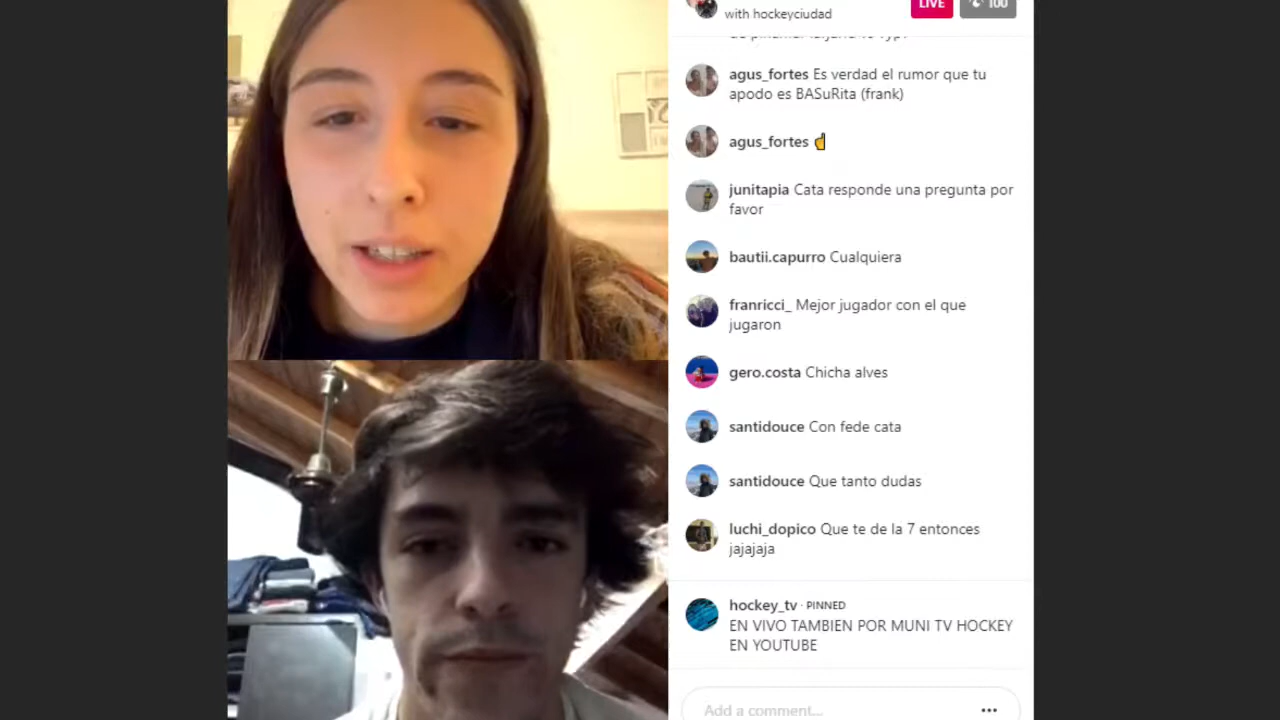 with hockeyciudad
LIVE
100
agus_fortes Es verdad el rumor que tu
apodo es BASuRita (frank)
agus_fortes ☝
junitapia Cata responde una pregunta por
favor
bautii.capurro Cualquiera
franricci_ Mejor jugador con el que
jugaron
gero.costa Chicha alves
santidouce Con fede cata
santidouce Que tanto dudas
luchi_dopico Que te de la 7 entonces
jajajaja
hockey_tv · PINNED
EN VIVO TAMBIEN POR MUNI TV HOCKEY
EN YOUTUBE
Add a comment...